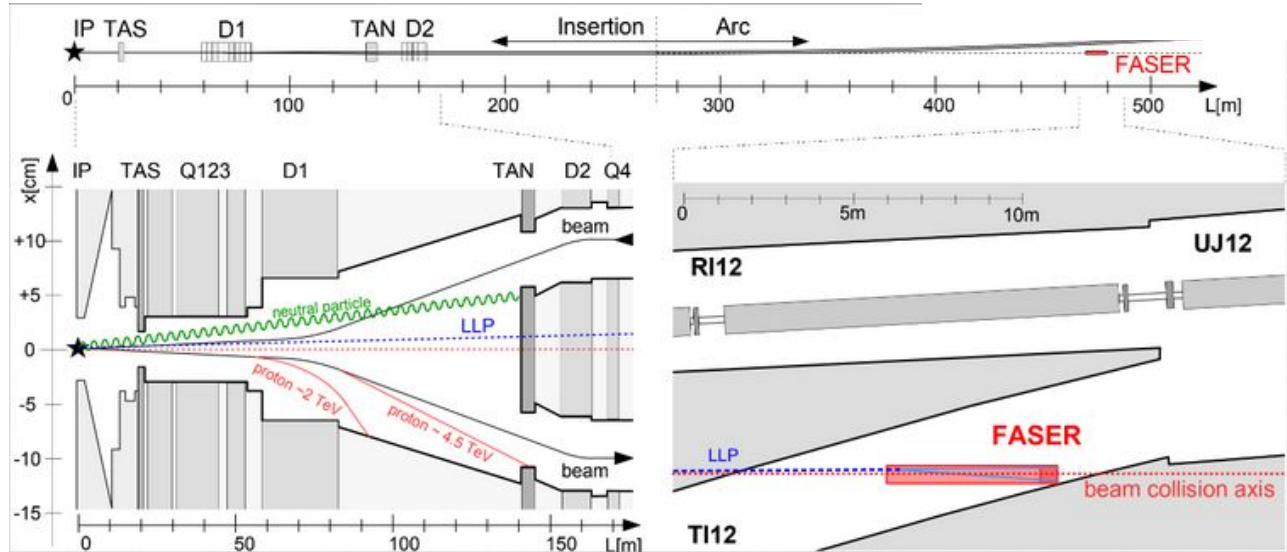 IP TAS D1 TAN D2 Insertion Arc
FASER
0 100 200 300 400 500 L[m]
x[cm]
IP TAS Q123 D1 TAN D2 Q4
+10
+5
0
-5
-10
-15
beam
neutral particle
LLP
proton ~2 TeV
proton ~ 4.5 TeV
beam
0 50 100 150 L[m]
0 5m 10m
RI12
UJ12
FASER
LLP
beam collision axis
TI12